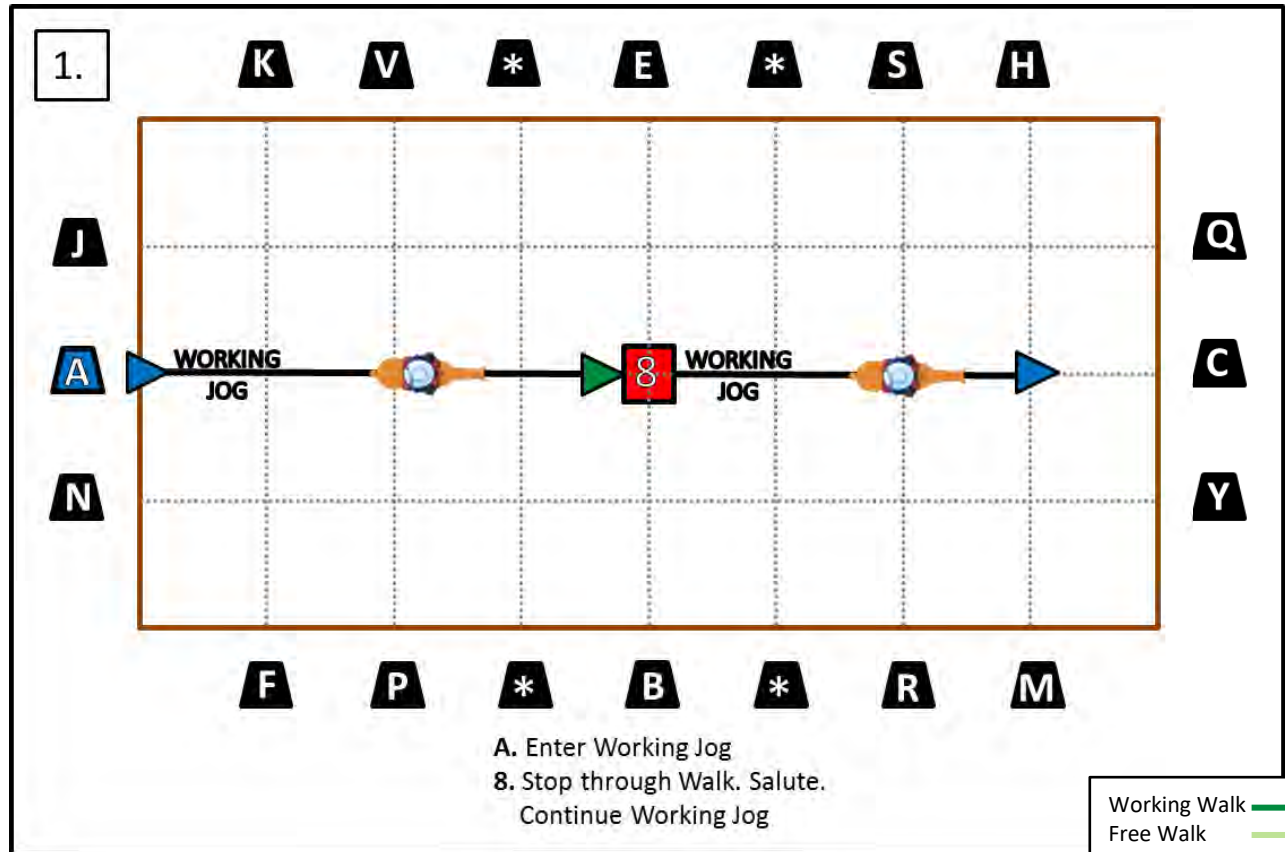 1.
K V * E * S H
J
Q
A
WORKING
JOG
8
WORKING
JOG
C
N
Y
F P * B * R M
A. Enter Working Jog
8. Stop through Walk. Salute.
Continue Working Jog
Working Walk
Free Walk